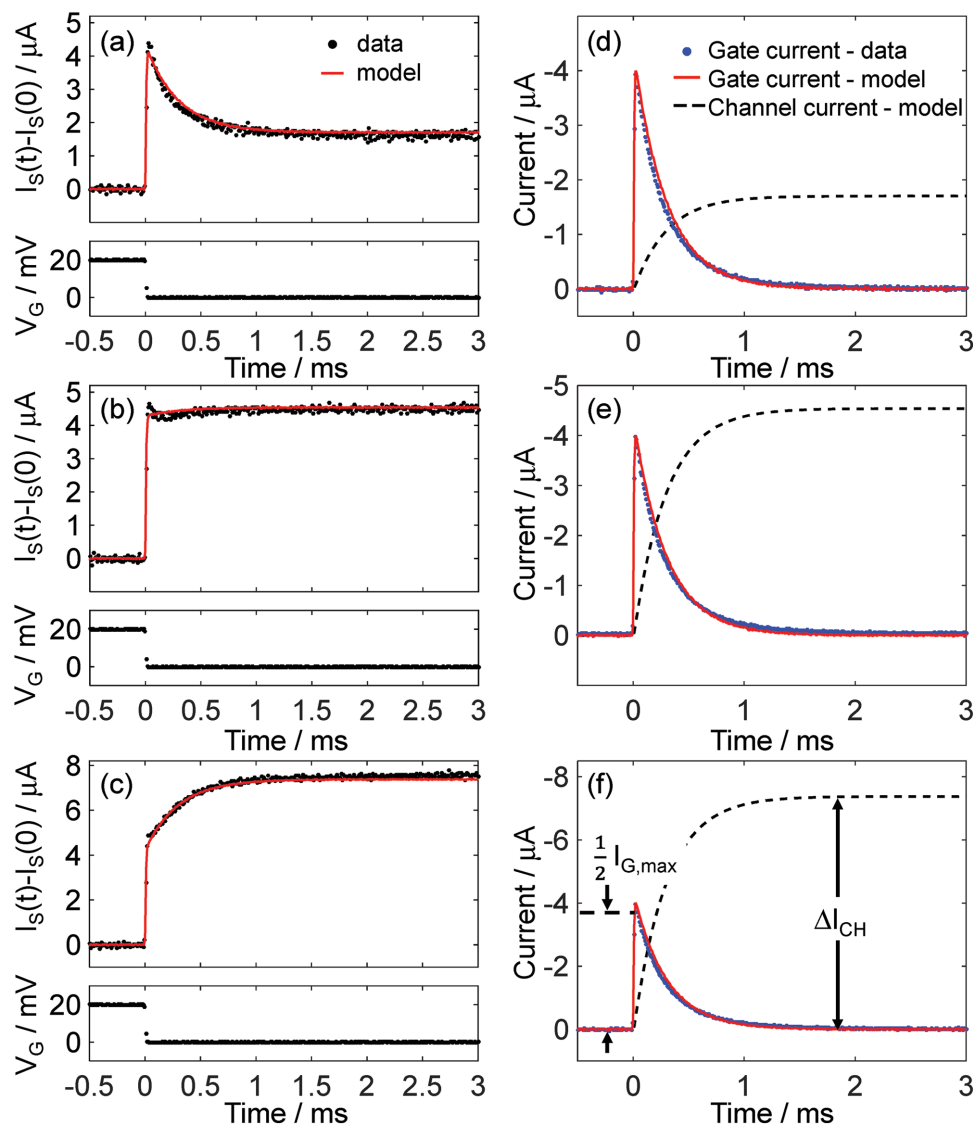 (a)
data
model
I_S(t)-I_S(0) / μA
5
4
3
2
1
0
V_G / mV
20
0
-0.5 0 0.5 1 1.5 2 2.5 3
Time / ms
(d)
Gate current - data
Gate current - model
Channel current - model
Current / μA
-4
-3
-2
-1
0
0 1 2 3
Time / ms
(b)
I_S(t)-I_S(0) / μA
5
4
3
2
1
0
V_G / mV
20
0
-0.5 0 0.5 1 1.5 2 2.5 3
Time / ms
(e)
Current / μA
-5
-4
-3
-2
-1
0
0 1 2 3
Time / ms
(c)
I_S(t)-I_S(0) / μA
8
6
4
2
0
V_G / mV
20
0
-0.5 0 0.5 1 1.5 2 2.5 3
Time / ms
(f)
Current / μA
-8
-6
-4
-2
0
½ I_G,max
ΔI_CH
0 1 2 3
Time / ms